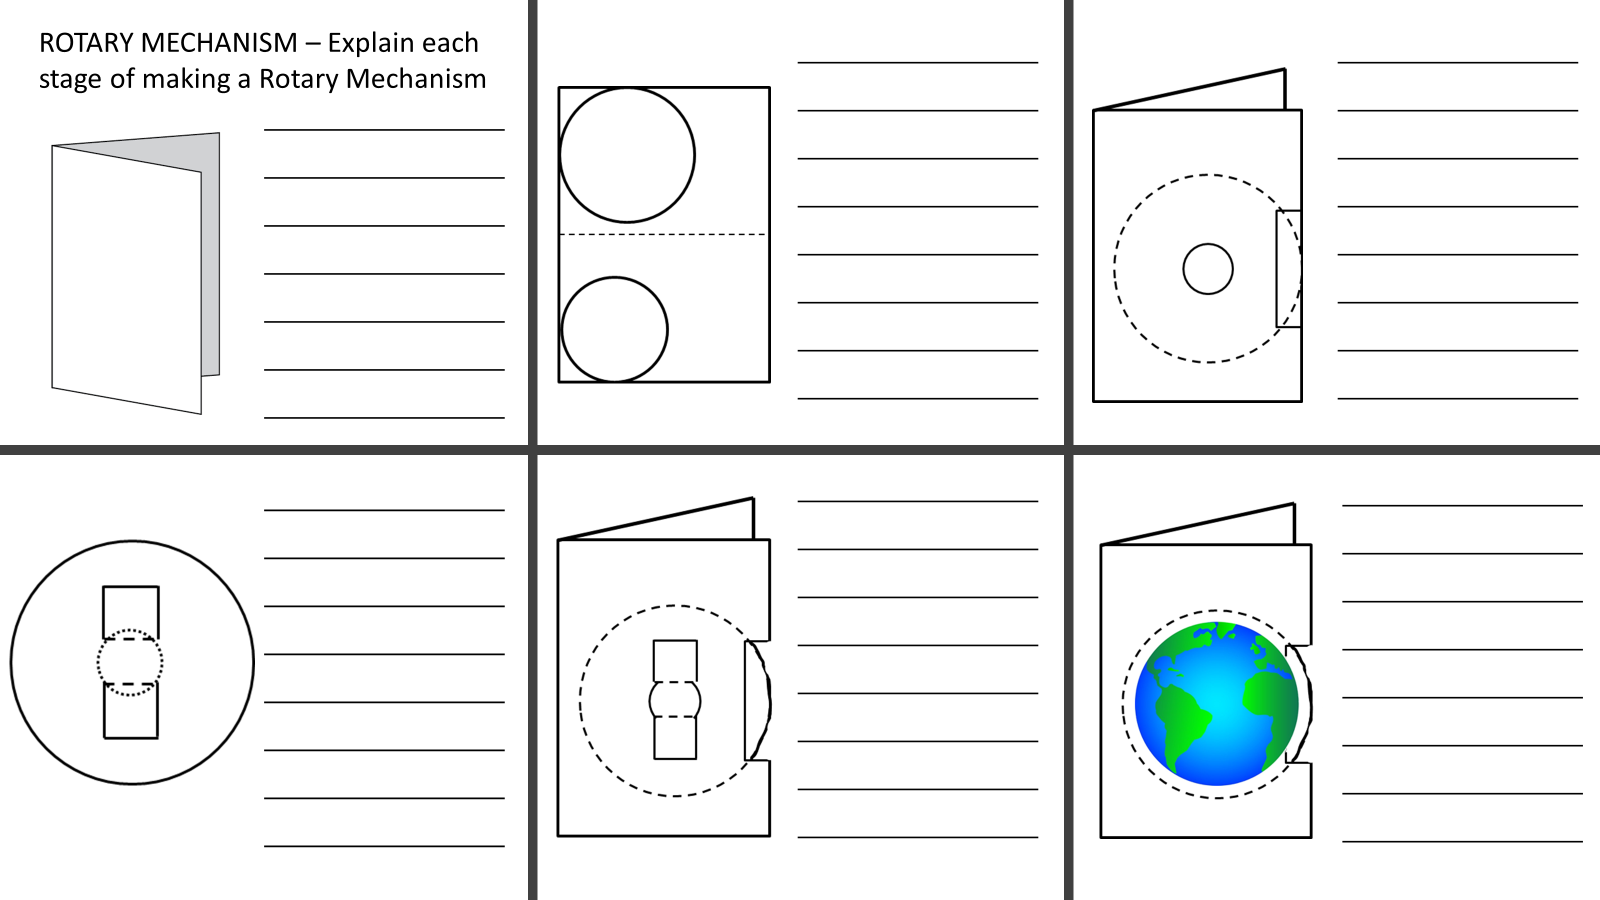 ROTARY MECHANISM – Explain each
stage of making a Rotary Mechanism